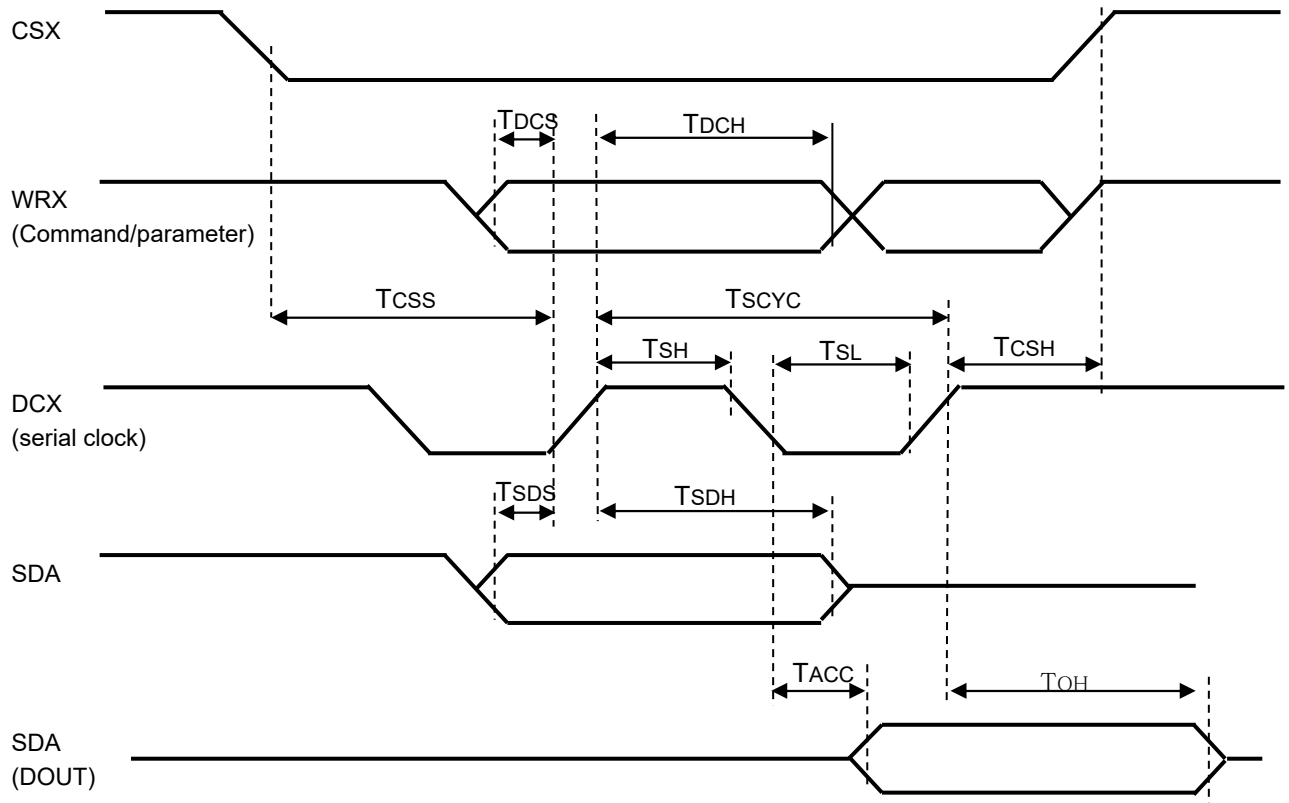 CSX
TDCS
TDCH
WRX
(Command/parameter)
TCSS
TSCYC
TSH
TSL
TCSH
DCX
(serial clock)
TSDS
TSDH
SDA
TACC
TOH
SDA
(DOUT)